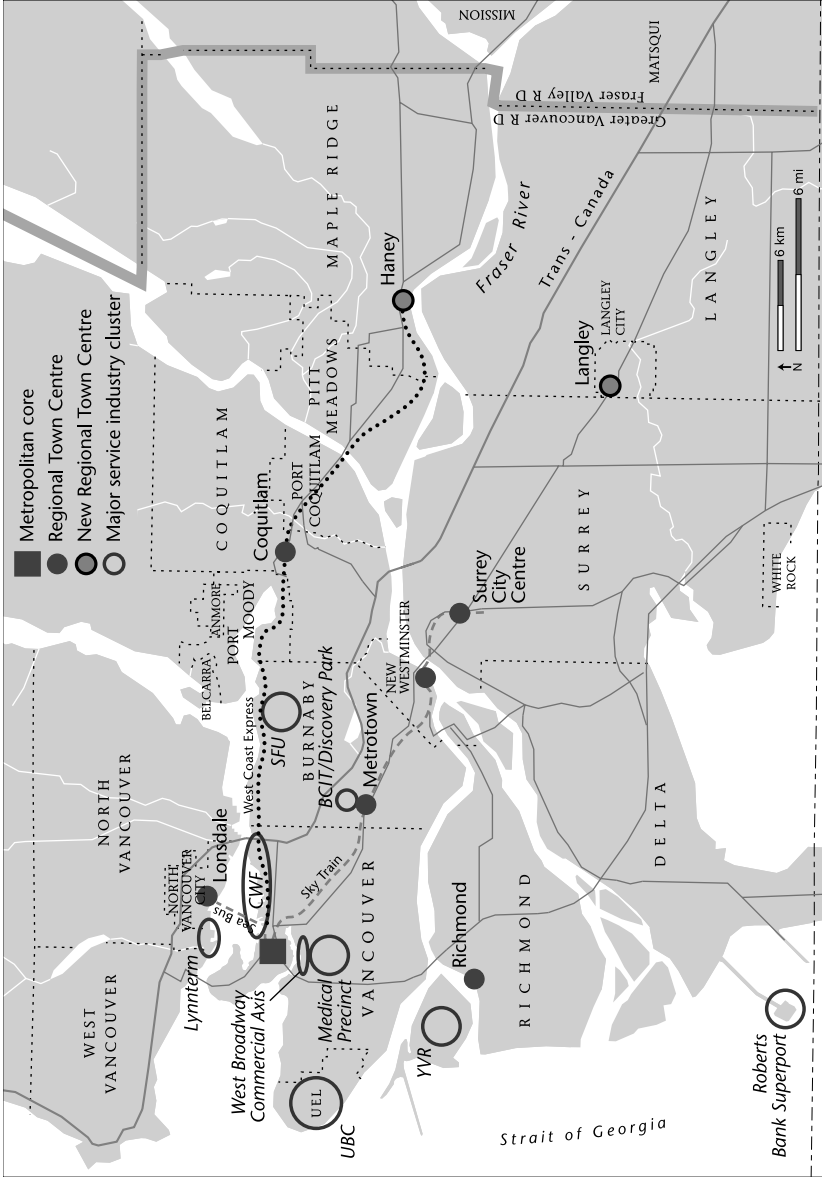 Metropolitan core
Regional Town Centre
New Regional Town Centre
Major service industry cluster
WEST
VANCOUVER
NORTH
VANCOUVER
NORTH
VANCOUVER
CITY
Lonsdale
Lynnterm
Sea Bus
CWF
West Coast Express
BELCARRA
ANMORE
PORT
MOODY
COQUITLAM
Coquitlam
PORT
COQUITLAM
PITT
MEADOWS
MAPLE RIDGE
Haney
MISSION
MATSQUI
Fraser Valley R D
Greater Vancouver R D
West Broadway
Commercial Axis
Medical
Precinct
VANCOUVER
Sky Train
SFU
BURNABY
BCIT/Discovery Park
Metrotown
NEW
WESTMINSTER
Surrey
City
Centre
SURREY
Fraser River
Trans - Canada
Langley
LANGLEY
CITY
LANGLEY
UEL
UBC
YVR
Richmond
RICHMOND
DELTA
WHITE
ROCK
Strait of Georgia
Roberts
Bank Superport
N
6 km
6 mi